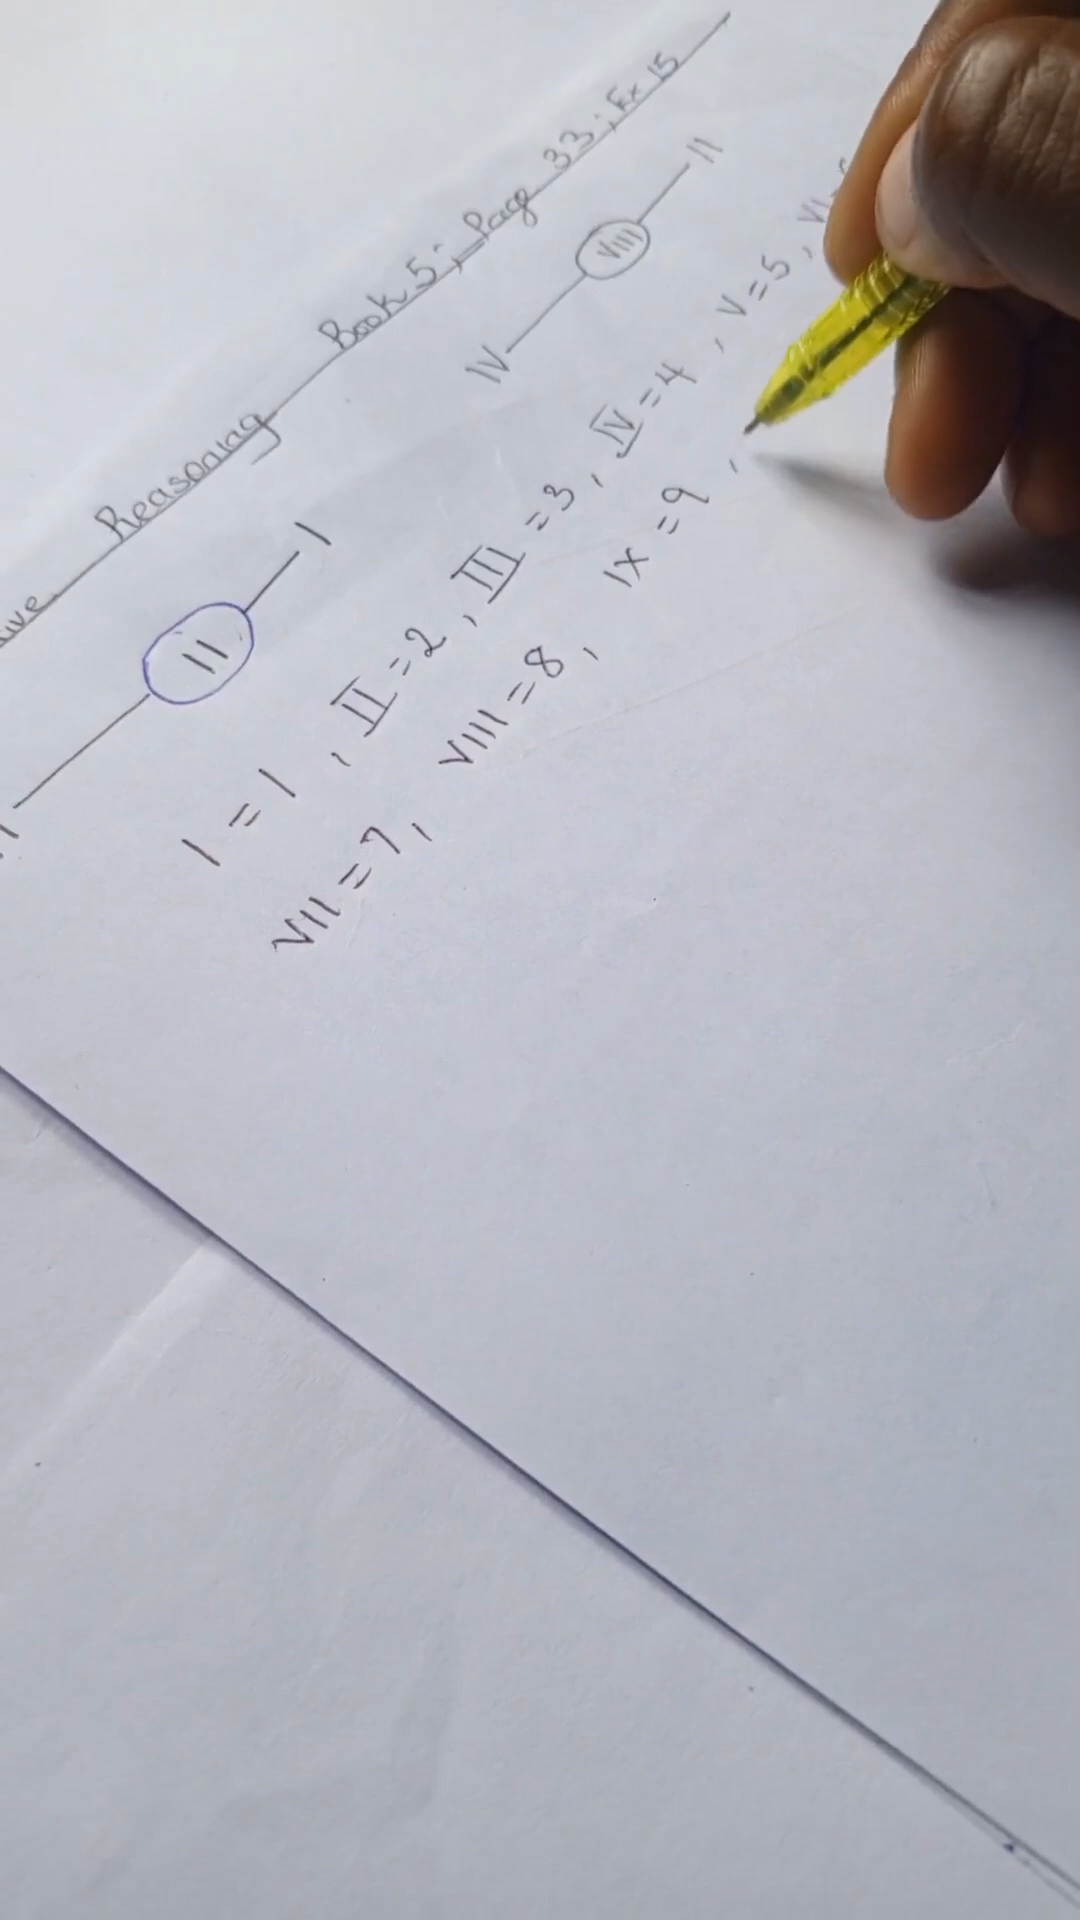 Reasoning Book 5; Page 33; Ex 15
II I
IV VIII II
I = 1, II = 2, III = 3, IV = 4, V = 5,
VII = 7, VIII = 8, IX = 9,